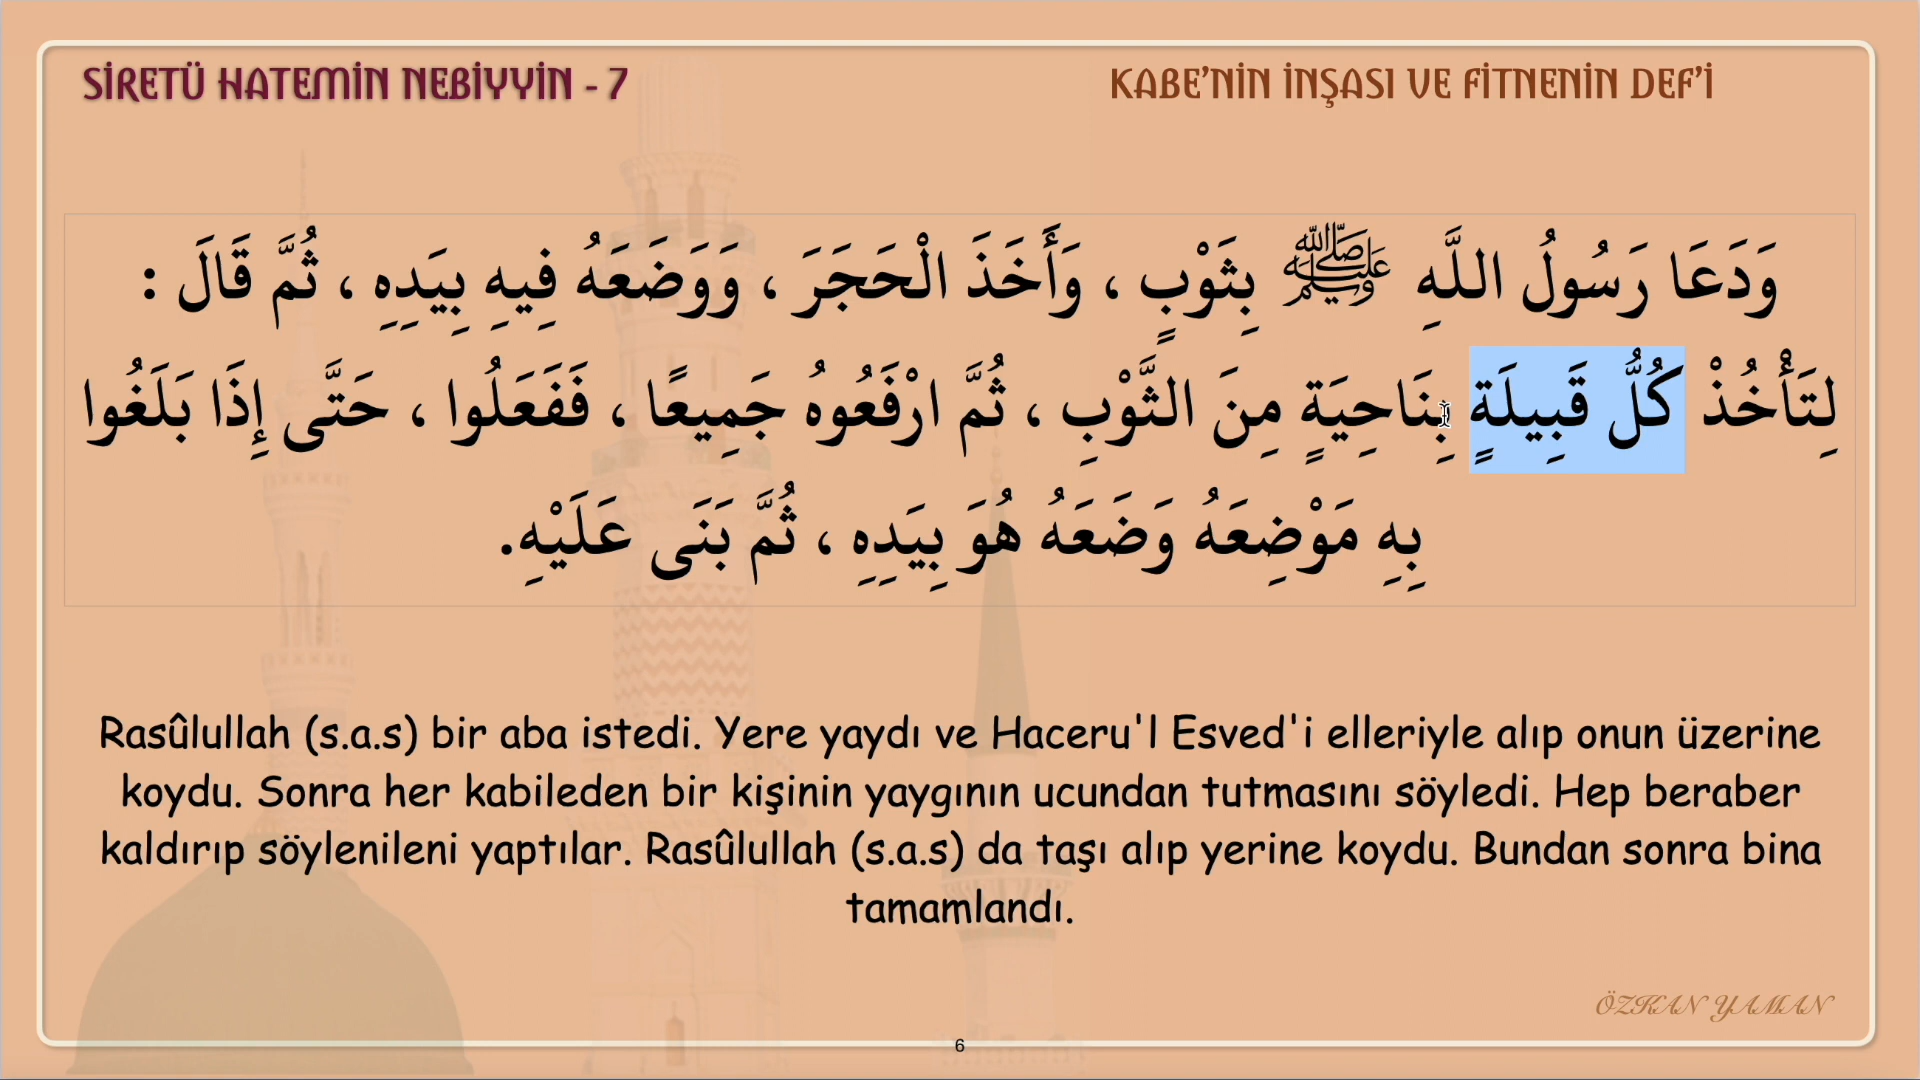 SİRETÜ HATEMİN NEBİYYİN - 7
KABE'NİN İNŞASI VE FİTNENİN DEF'İ
وَدَعَا رَسُولُ اللَّهِ ﷺ بِثَوْبٍ ، وَأَخَذَ الْحَجَرَ ، وَوَضَعَهُ فِيهِ بِيَدِهِ ، ثُمَّ قَالَ :
لِتَأْخُذْ كُلُّ قَبِيلَةٍ بِنَاحِيَةٍ مِنَ الثَّوْبِ ، ثُمَّ ارْفَعُوهُ جَمِيعًا ، فَفَعَلُوا ، حَتَّى إِذَا بَلَغُوا
بِهِ مَوْضِعَهُ وَضَعَهُ هُوَ بِيَدِهِ ، ثُمَّ بَنَى عَلَيْهِ.
Rasûlullah (s.a.s) bir aba istedi. Yere yaydı ve Haceru'l Esved'i elleriyle alıp onun üzerine
koydu. Sonra her kabileden bir kişinin yaygının ucundan tutmasını söyledi. Hep beraber
kaldırıp söylenileni yaptılar. Rasûlullah (s.a.s) da taşı alıp yerine koydu. Bundan sonra bina
tamamlandı.
ÖZKAN YAMAN
6